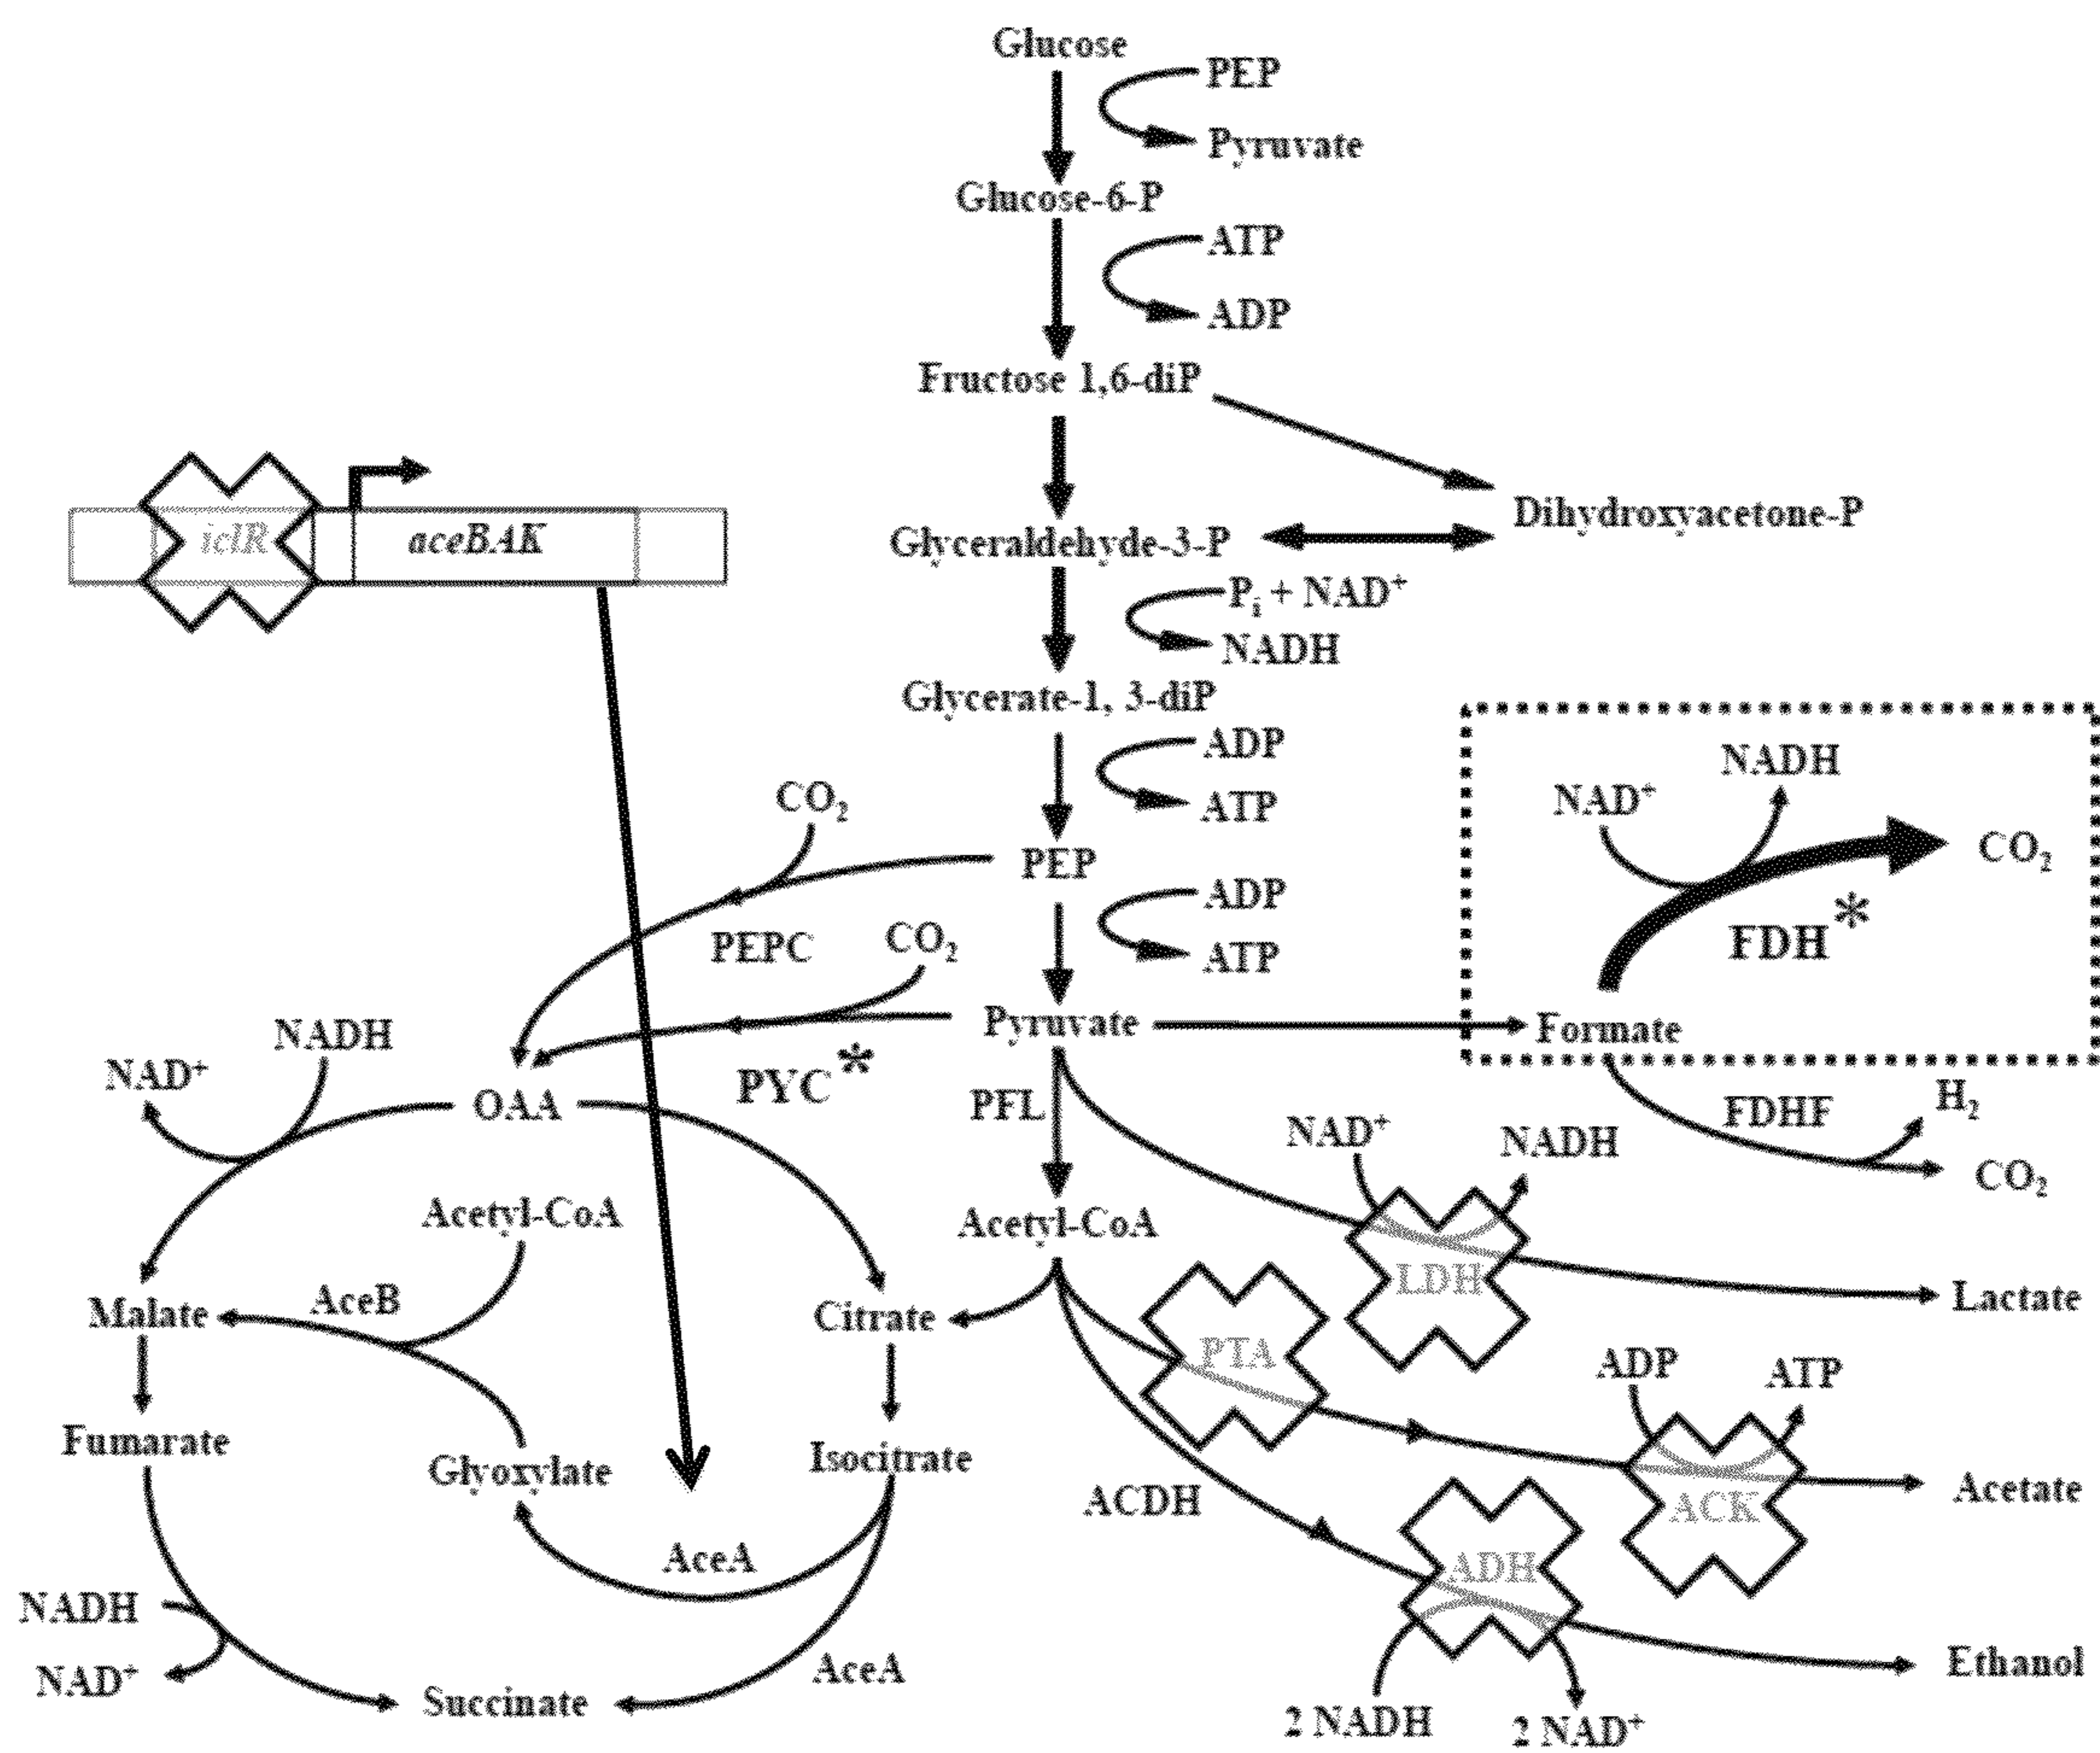 Glucose
PEP
Pyruvate
Glucose-6-P
ATP
ADP
Fructose 1,6-diP
Dihydroxyacetone-P
iclR
aceBAK
Glyceraldehyde-3-P
Pi + NAD+
NADH
Glycerate-1, 3-diP
ADP
ATP
NADH
NAD+
CO2
FDH*
CO2
PEP
ADP
ATP
PEPC
CO2
Pyruvate
Formate
NADH
NAD+
OAA
PYC*
PFL
NAD+
NADH
FDHF
H2
CO2
Acetyl-CoA
Acetyl-CoA
LDH
Lactate
Malate
AceB
Citrate
PTA
ADP
ATP
Fumarate
Glyoxylate
Isocitrate
ACDH
ACK
Acetate
AceA
ADH
NADH
NAD+
AceA
Succinate
Ethanol
2 NADH
2 NAD+